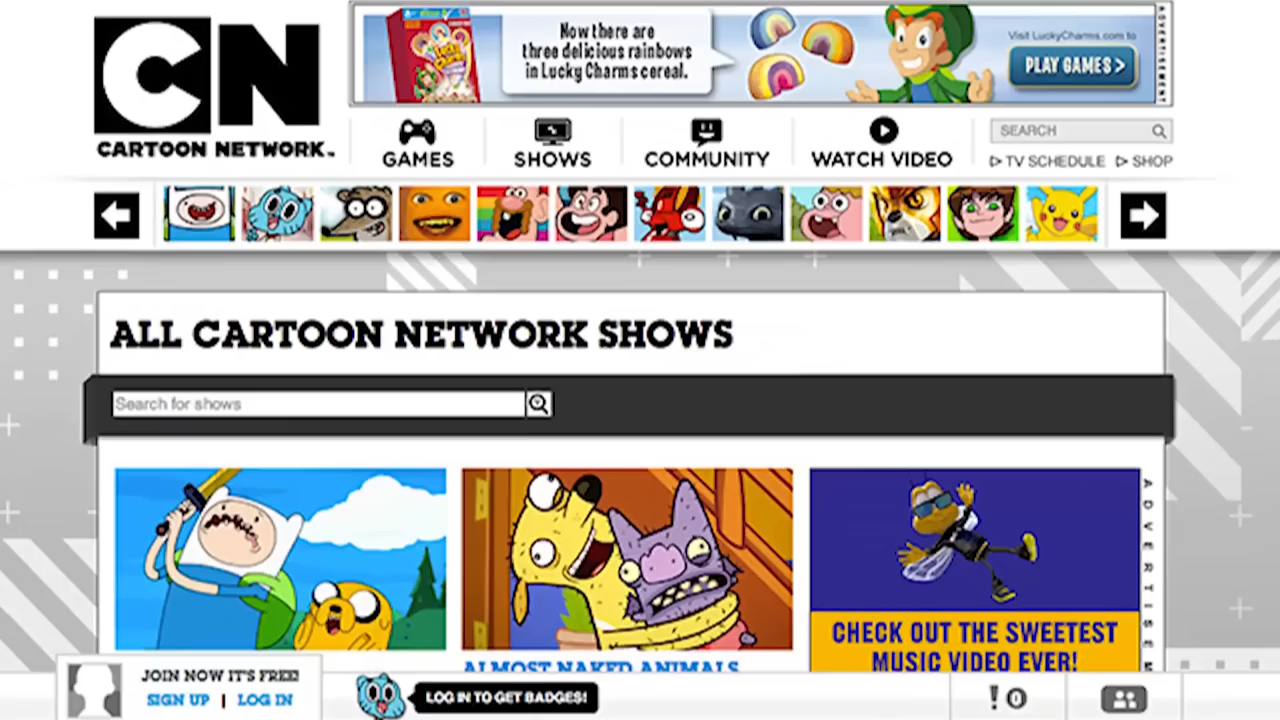 CN
CARTOON NETWORK.
Now there are
three delicious rainbows
in Lucky Charms cereal.
Visit LuckyCharms.com to
PLAY GAMES >
ADVERTISEMENT
GAMES
SHOWS
COMMUNITY
WATCH VIDEO
SEARCH
TV SCHEDULE
SHOP
ALL CARTOON NETWORK SHOWS
Search for shows
ALMOST NAKED ANIMALS
CHECK OUT THE SWEETEST
MUSIC VIDEO EVER!
ADVERTISEM
JOIN NOW IT'S FREE!
SIGN UP | LOG IN
LOG IN TO GET BADGES!
! 0